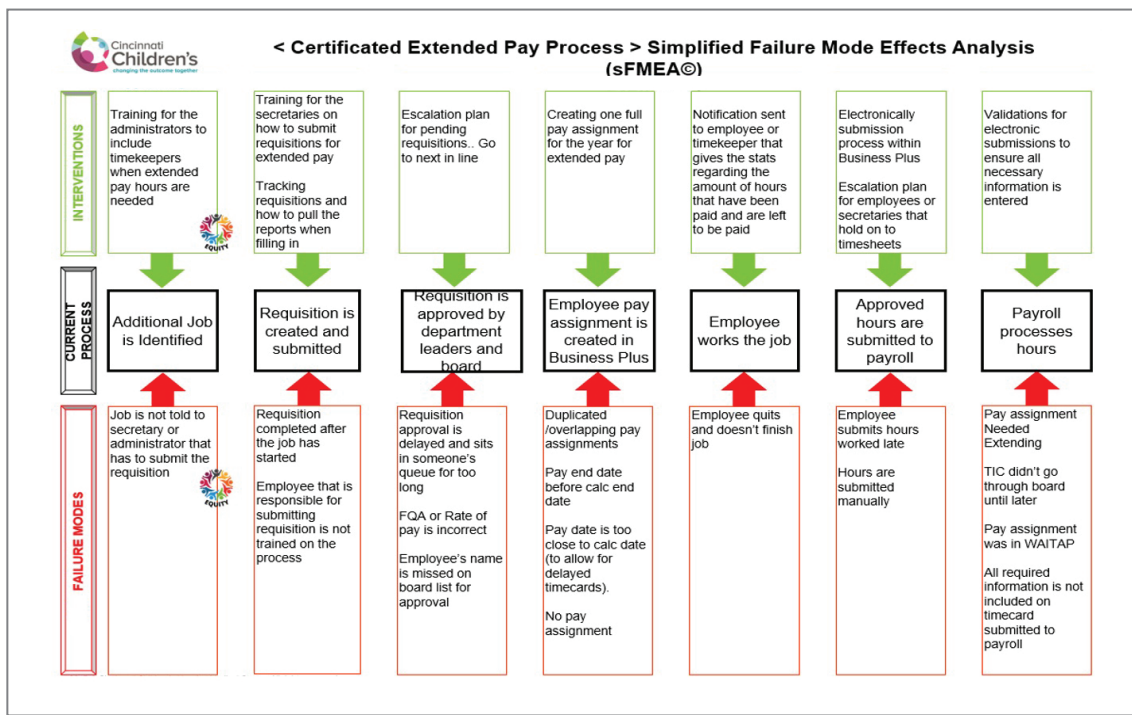 Cincinnati
Children's
changing the outcome together
< Certificated Extended Pay Process > Simplified Failure Mode Effects Analysis
(sFMEA©)
INTERVENTIONS
Training for the
administrators to
include
timekeepers
when extended
pay hours are
needed
EQUITY
Training for the
secretaries on
how to submit
requisitions for
extended pay
Tracking
requisitions and
how to pull the
reports when
filling in
Escalation plan
for pending
requisitions.. Go
to next in line
Creating one full
pay assignment
for the year for
extended pay
Notification sent
to employee or
timekeeper that
gives the stats
regarding the
amount of hours
that have been
paid and are left
to be paid
Electronically
submission
process within
Business Plus
Escalation plan
for employees or
secretaries that
hold on to
timesheets
Validations for
electronic
submissions to
ensure all
necessary
information is
entered
CURRENT
PROCESS
Additional Job
is Identified
Requisition is
created and
submitted
Requisition is
approved by
department
leaders and
board
Employee pay
assignment is
created in
Business Plus
Employee
works the job
Approved
hours are
submitted to
payroll
Payroll
processes
hours
FAILURE MODES
Job is not told to
secretary or
administrator that
has to submit the
requisition
EQUITY
Requisition
completed after
the job has
started
Employee that is
responsible for
submitting
requisition is not
trained on the
process
Requisition
approval is
delayed and sits
in someone's
queue for too
long
FQA or Rate of
pay is incorrect
Employee's name
is missed on
board list for
approval
Duplicated
/overlapping pay
assignments
Pay end date
before calc end
date
Pay date is too
close to calc date
(to allow for
delayed
timecards).
No pay
assignment
Employee quits
and doesn't finish
job
Employee
submits hours
worked late
Hours are
submitted
manually
Pay assignment
Needed
Extending
TIC didn't go
through board
until later
Pay assignment
was in WAITAP
All required
information is not
included on
timecard
submitted to
payroll